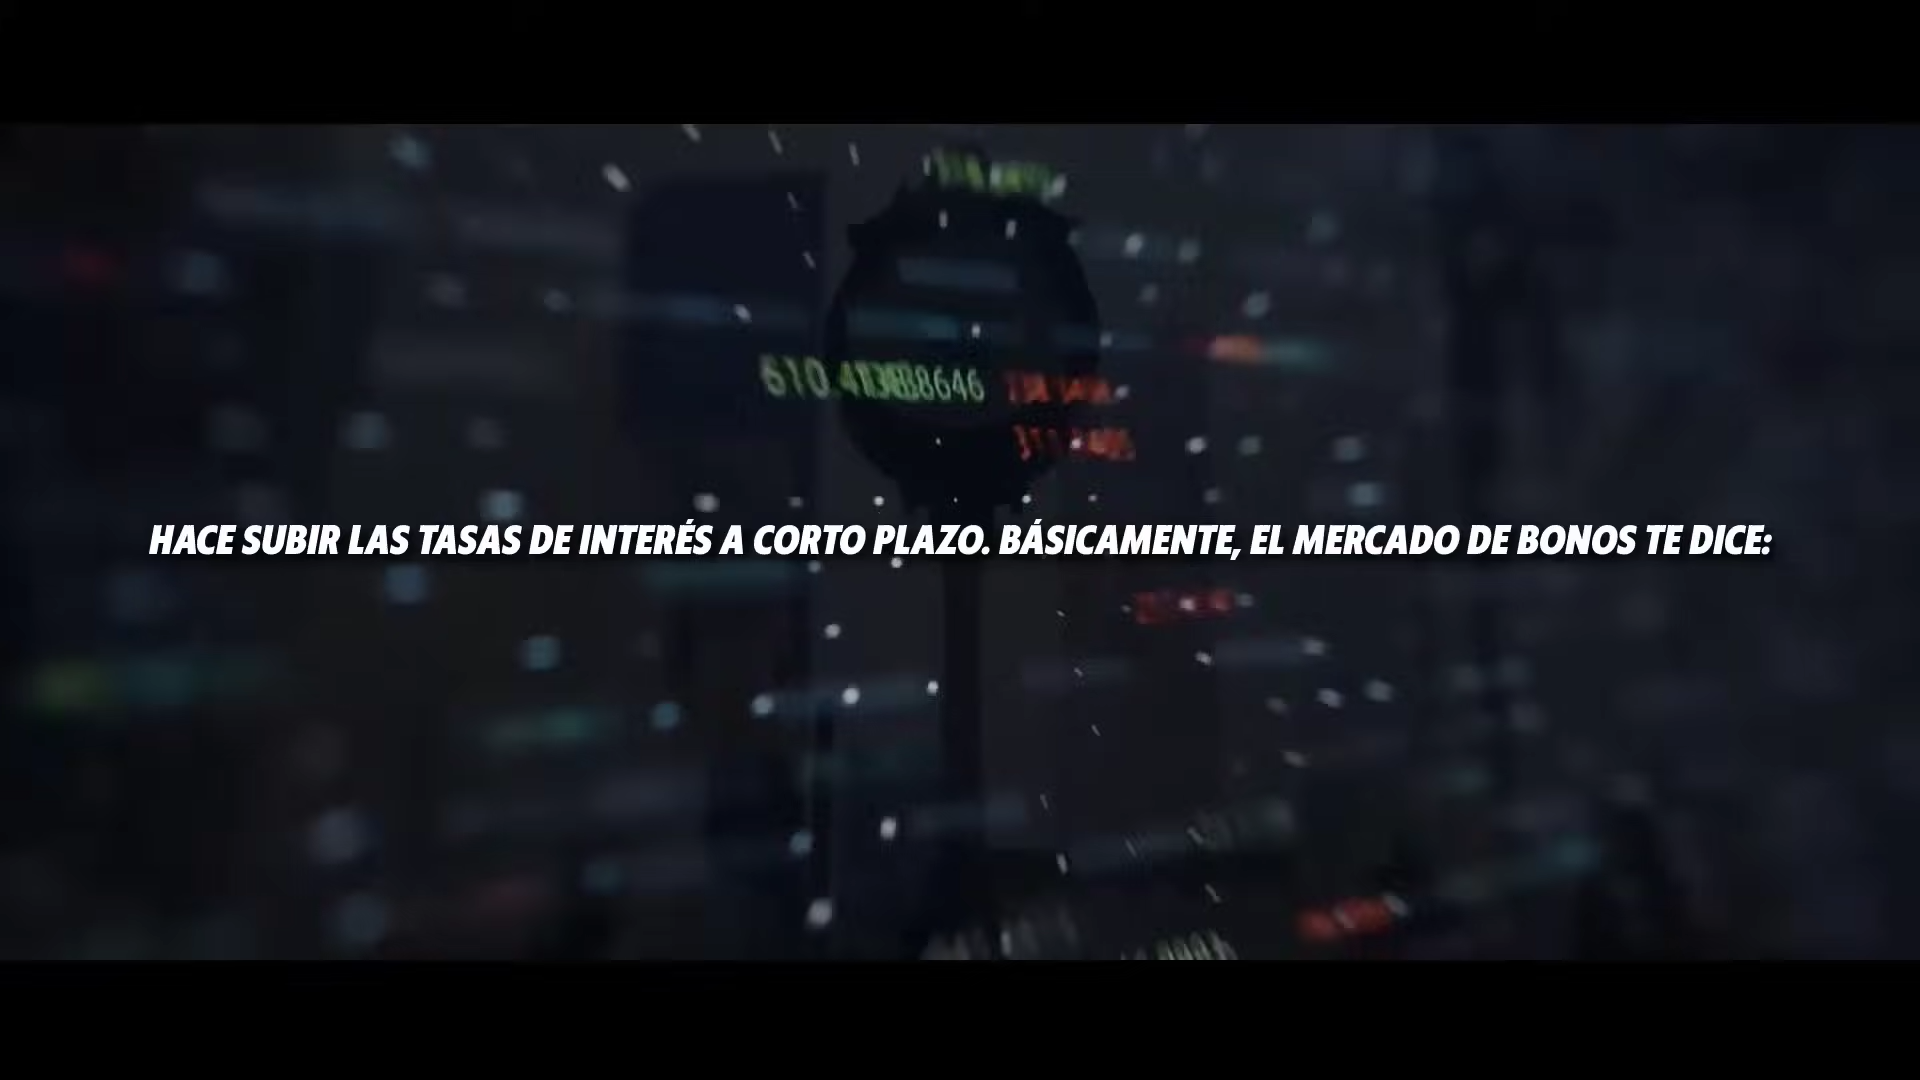 HACE SUBIR LAS TASAS DE INTERÉS A CORTO PLAZO. BÁSICAMENTE, EL MERCADO DE BONOS TE DICE: